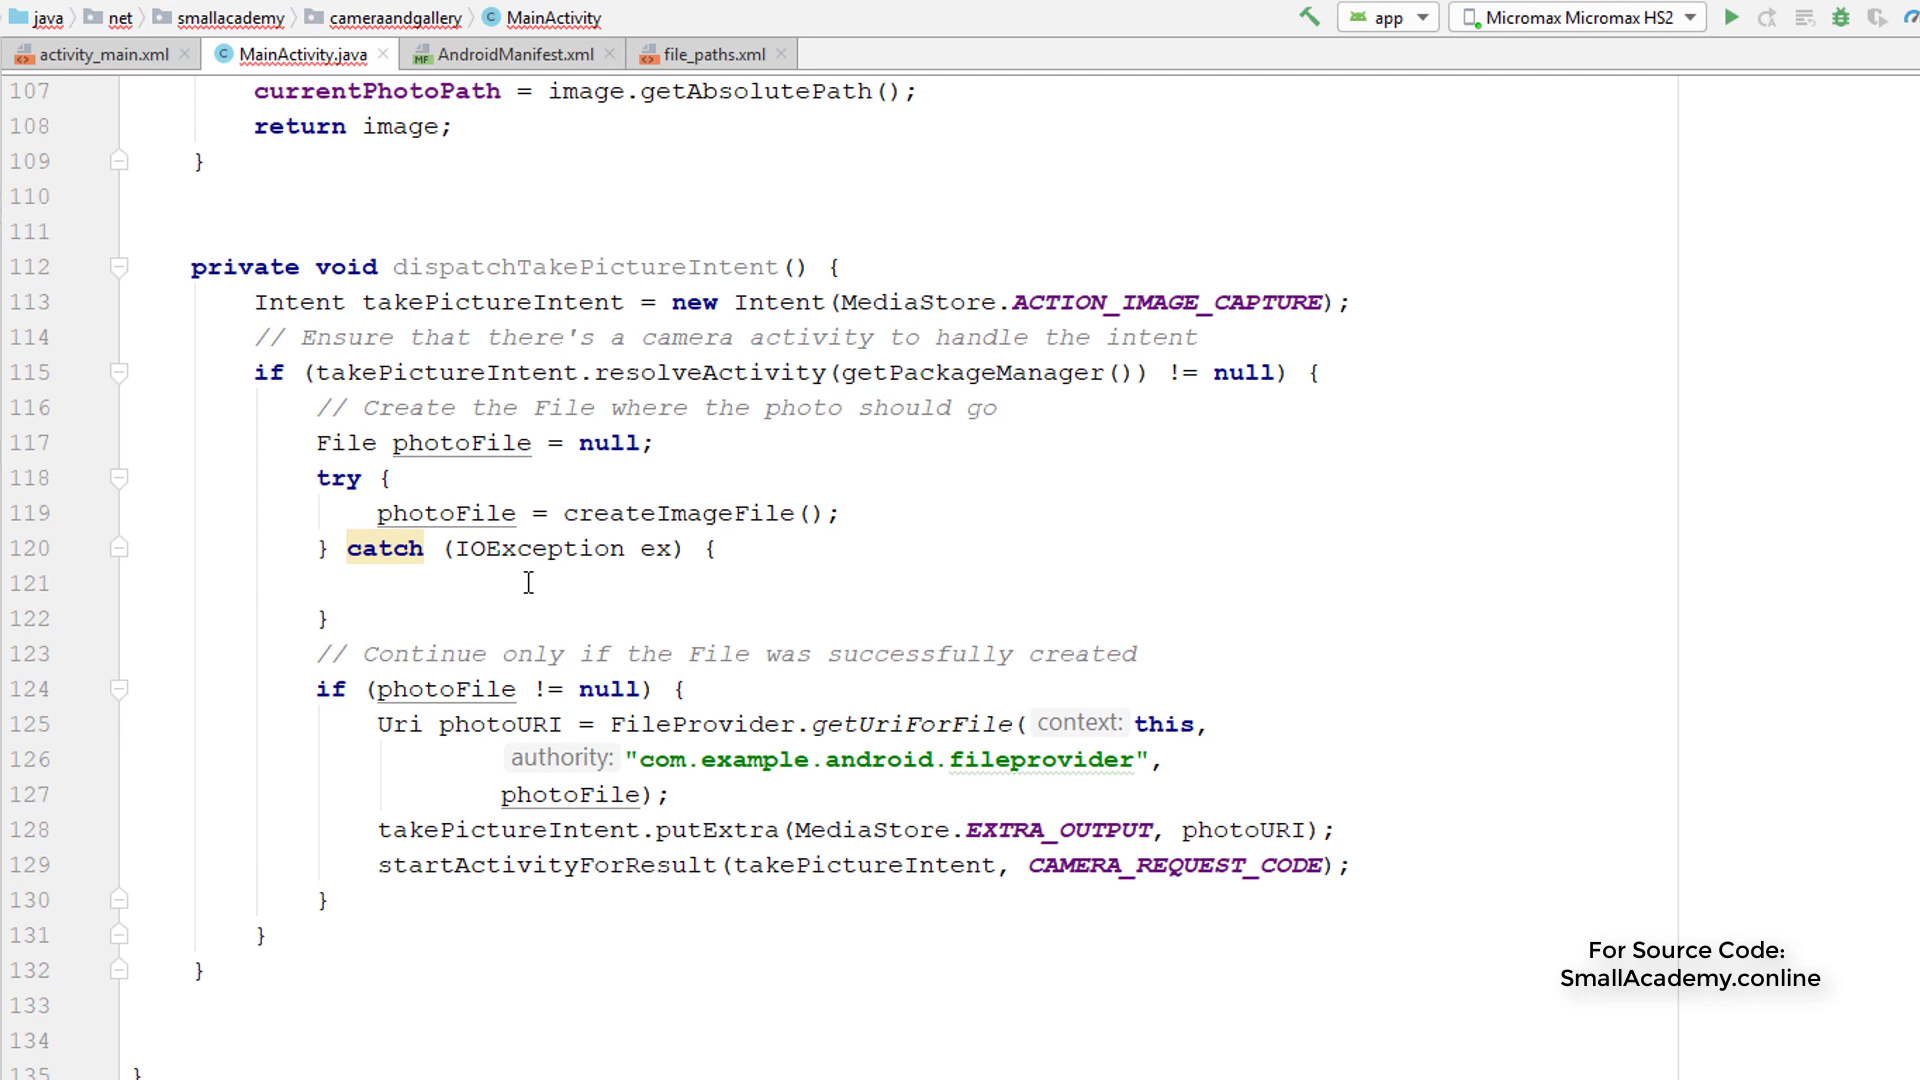 java net smallacademy cameraandgallery MainActivity app Micromax Micromax HS2
activity_main.xml MainActivity.java AndroidManifest.xml file_paths.xml
107 currentPhotoPath = image.getAbsolutePath();
108 return image;
109 }
110
111
112 private void dispatchTakePictureIntent() {
113 Intent takePictureIntent = new Intent(MediaStore.ACTION_IMAGE_CAPTURE);
114 // Ensure that there's a camera activity to handle the intent
115 if (takePictureIntent.resolveActivity(getPackageManager()) != null) {
116 // Create the File where the photo should go
117 File photoFile = null;
118 try {
119 photoFile = createImageFile();
120 } catch (IOException ex) {
121
122 }
123 // Continue only if the File was successfully created
124 if (photoFile != null) {
125 Uri photoURI = FileProvider.getUriForFile( context: this,
126 authority: "com.example.android.fileprovider",
127 photoFile);
128 takePictureIntent.putExtra(MediaStore.EXTRA_OUTPUT, photoURI);
129 startActivityForResult(takePictureIntent, CAMERA_REQUEST_CODE);
130 }
131 }
132 }
133
134
135 }
For Source Code:
SmallAcademy.conline